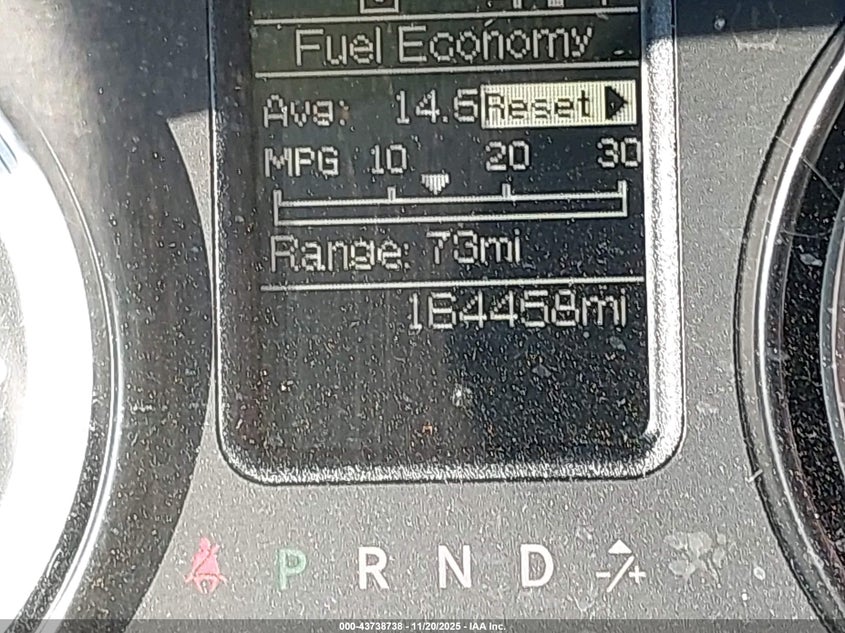 Fuel Economy
Avg: 14.6 Reset
MPG 10 20 30
Range: 73mi
164458mi
P R N D -/+
000-43738738 - 11/20/2025 - IAA Inc.